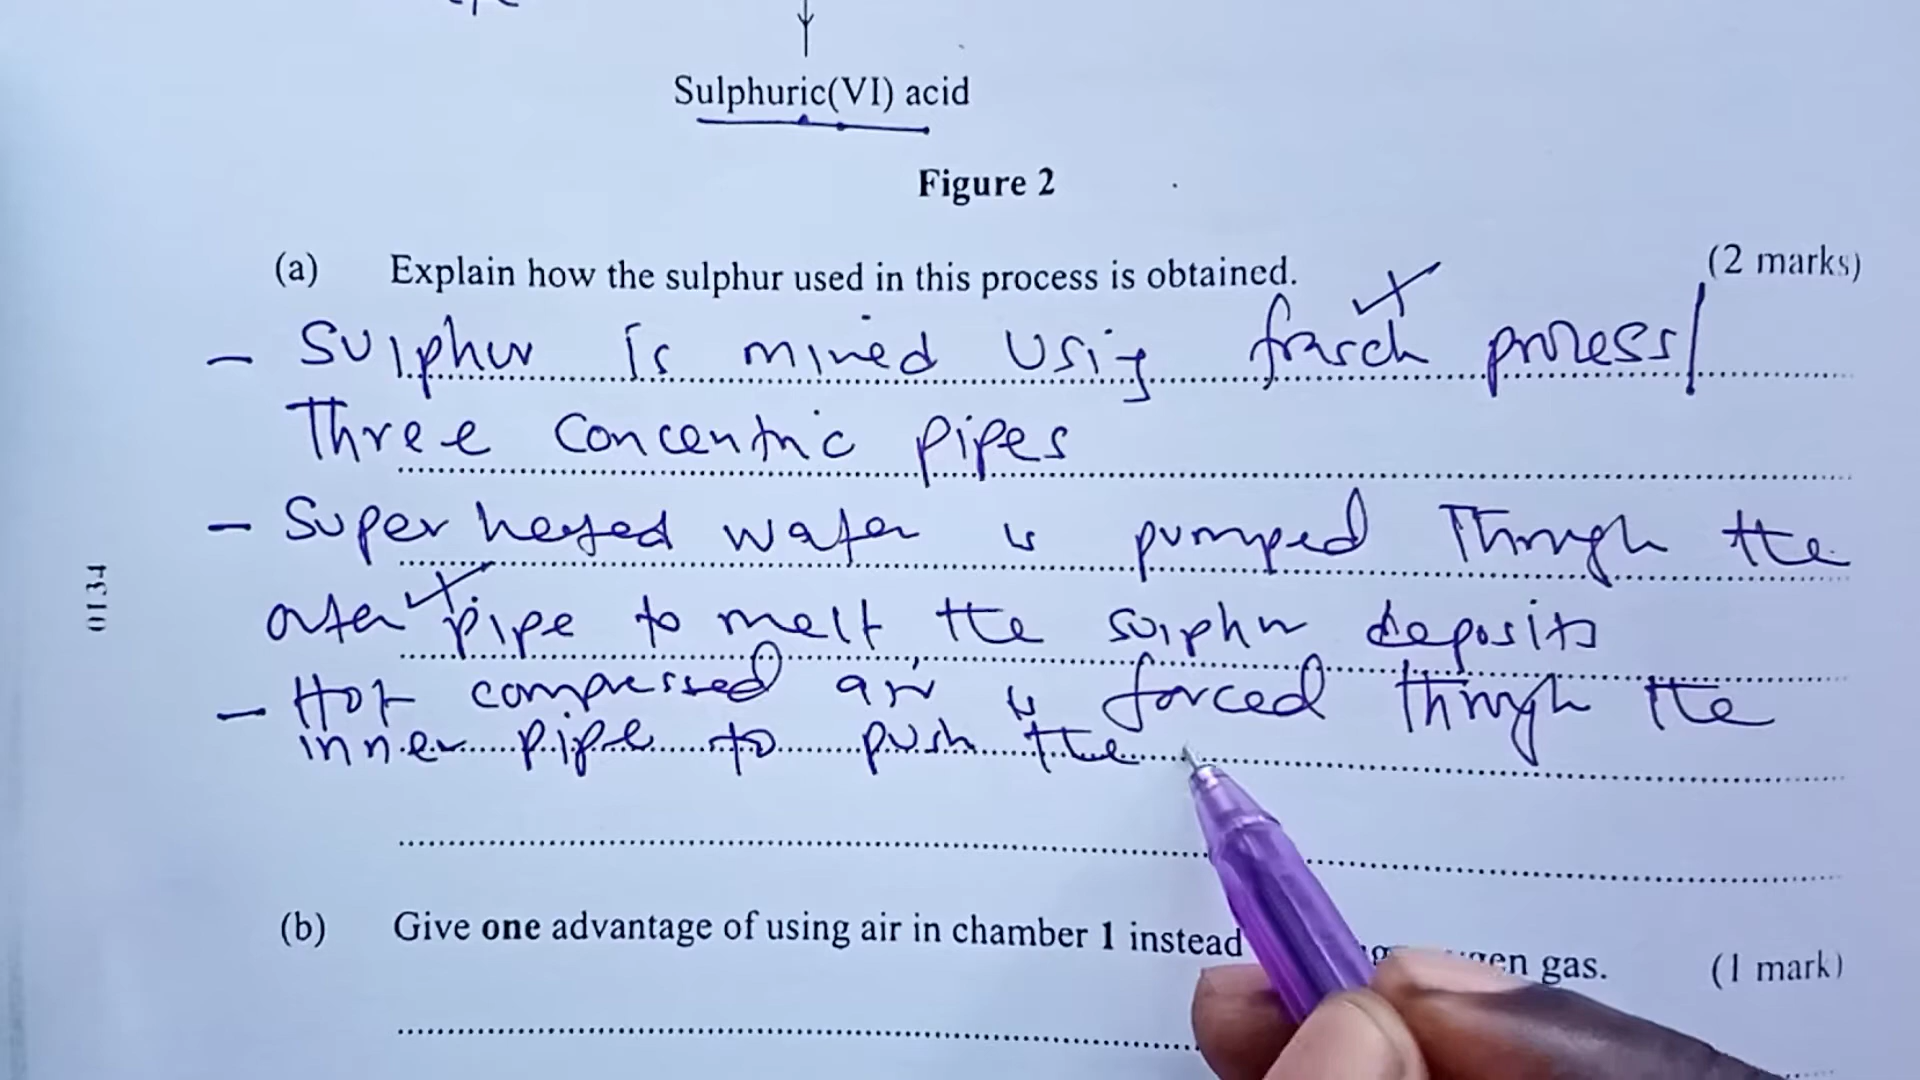 Sulphuric(VI) acid
Figure 2
(a) Explain how the sulphur used in this process is obtained. (2 marks)
- Sulphur is mined using frasch process/
Three concentric pipes
- Super heated water is pumped Through the
outer pipe to melt the sulphur deposits
- Hot compressed air is forced through the
inner pipe to push the
0134
(b) Give one advantage of using air in chamber 1 instead gas. (1 mark)